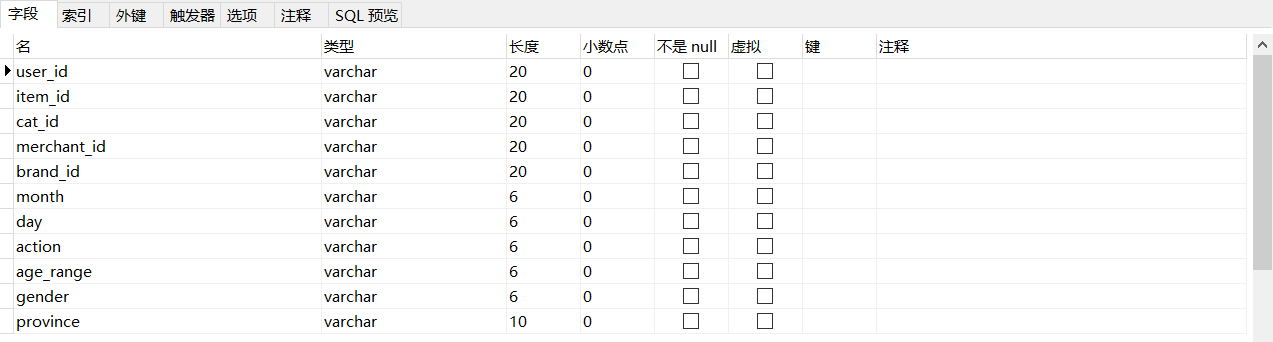 字段 索引 外键 触发器 选项 注释 SQL 预览
名 类型 长度 小数点 不是 null 虚拟 键 注释
user_id varchar 20 0
item_id varchar 20 0
cat_id varchar 20 0
merchant_id varchar 20 0
brand_id varchar 20 0
month varchar 6 0
day varchar 6 0
action varchar 6 0
age_range varchar 6 0
gender varchar 6 0
province varchar 10 0